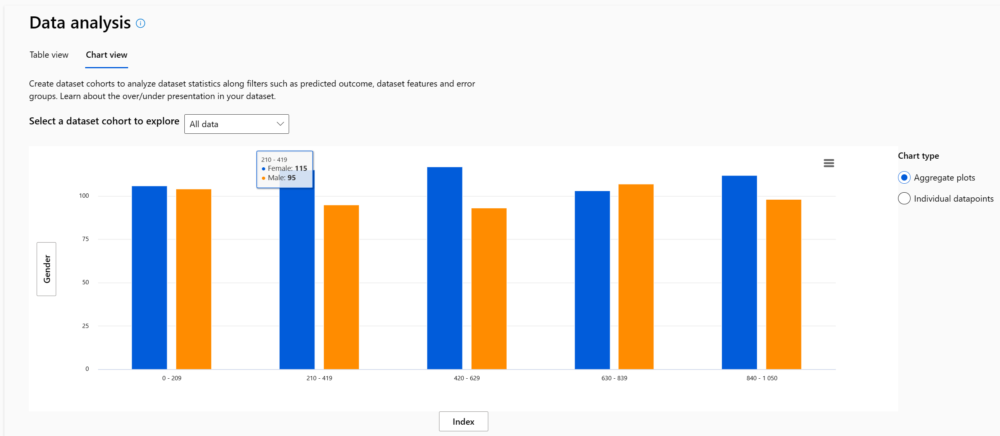 Data analysis
Table view
Chart view
Create dataset cohorts to analyze dataset statistics along filters such as predicted outcome, dataset features and error
groups. Learn about the over/under presentation in your dataset.
Select a dataset cohort to explore
All data
210 - 419
Female: 115
Male: 95
Chart type
Aggregate plots
Individual datapoints
100
75
50
25
0
Gender
0 - 209
210 - 419
420 - 629
630 - 839
840 - 1 050
Index